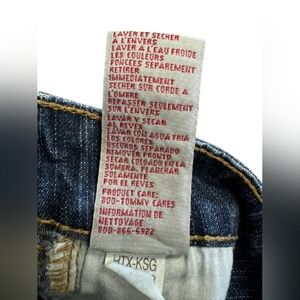 LAVER ET SECHER
A L'ENVERS
LAVER A L'EAU FROIDE
LES COULEURS
FONCEES SEPAREMENT
RETIRER
IMMEDIATEMENT
SECHER SUR CORDE A
L'OMBRE
REPASSER SEULEMENT
SUR L'ENVERS
LAVAR Y SECAR
AL REVES
LAVAR CON AGUA FRIA
LOS COLORES
OSCUROS SEPARADO
REMOVER PRONTO
SECAR COLGADO EN LA
SOMBRA, PLANCHAR
SOLAMENTE
POR EL REVES
PRODUCT CARE:
800-TOMMY CARES
INFORMATION DE
NETTOYAGE
800-866-6922
HTX-KSG